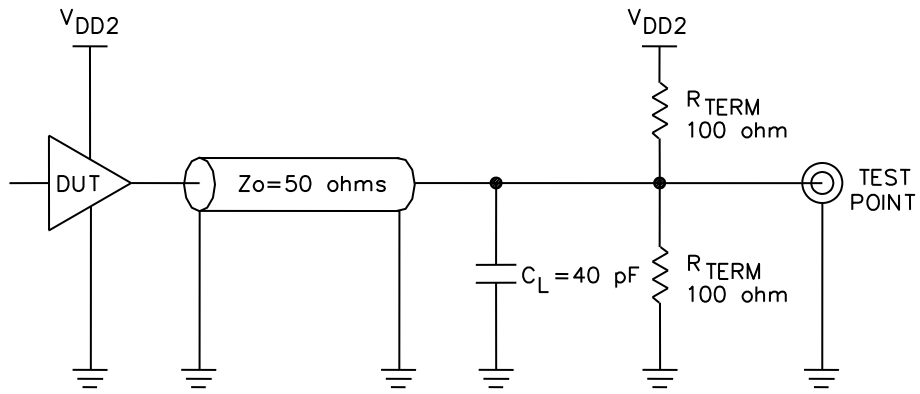 VDD2
VDD2
RTERM
100 ohm
DUT
Zo=50 ohms
TEST
POINT
CL=40 pF
RTERM
100 ohm